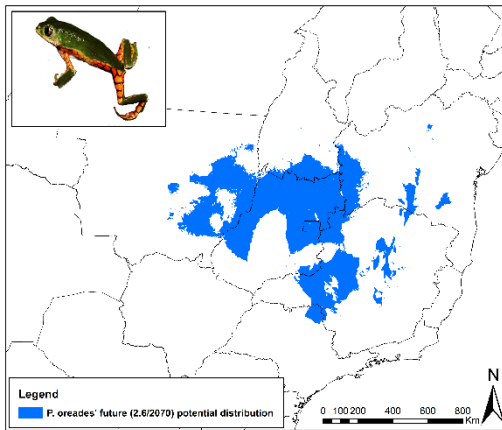 N
Legend
P. oreades' future (2.6/2070) potential distribution
0 100 200 400 600 800
Km